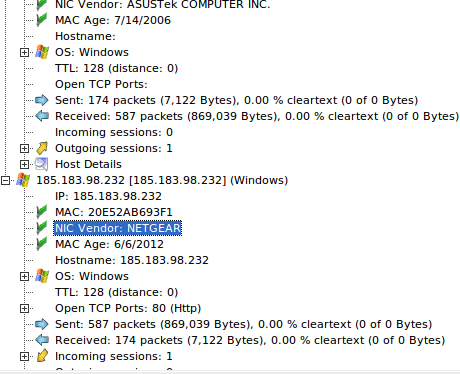 NIC Vendor: ASUSTek COMPUTER INC.
MAC Age: 7/14/2006
Hostname:
OS: Windows
TTL: 128 (distance: 0)
Open TCP Ports:
Sent: 174 packets (7,122 Bytes), 0.00 % cleartext (0 of 0 Bytes)
Received: 587 packets (869,039 Bytes), 0.00 % cleartext (0 of 0 Bytes)
Incoming sessions: 0
Outgoing sessions: 1
Host Details
185.183.98.232 [185.183.98.232] (Windows)
IP: 185.183.98.232
MAC: 20E52AB693F1
NIC Vendor: NETGEAR
MAC Age: 6/6/2012
Hostname: 185.183.98.232
OS: Windows
TTL: 128 (distance: 0)
Open TCP Ports: 80 (Http)
Sent: 587 packets (869,039 Bytes), 0.00 % cleartext (0 of 0 Bytes)
Received: 174 packets (7,122 Bytes), 0.00 % cleartext (0 of 0 Bytes)
Incoming sessions: 1